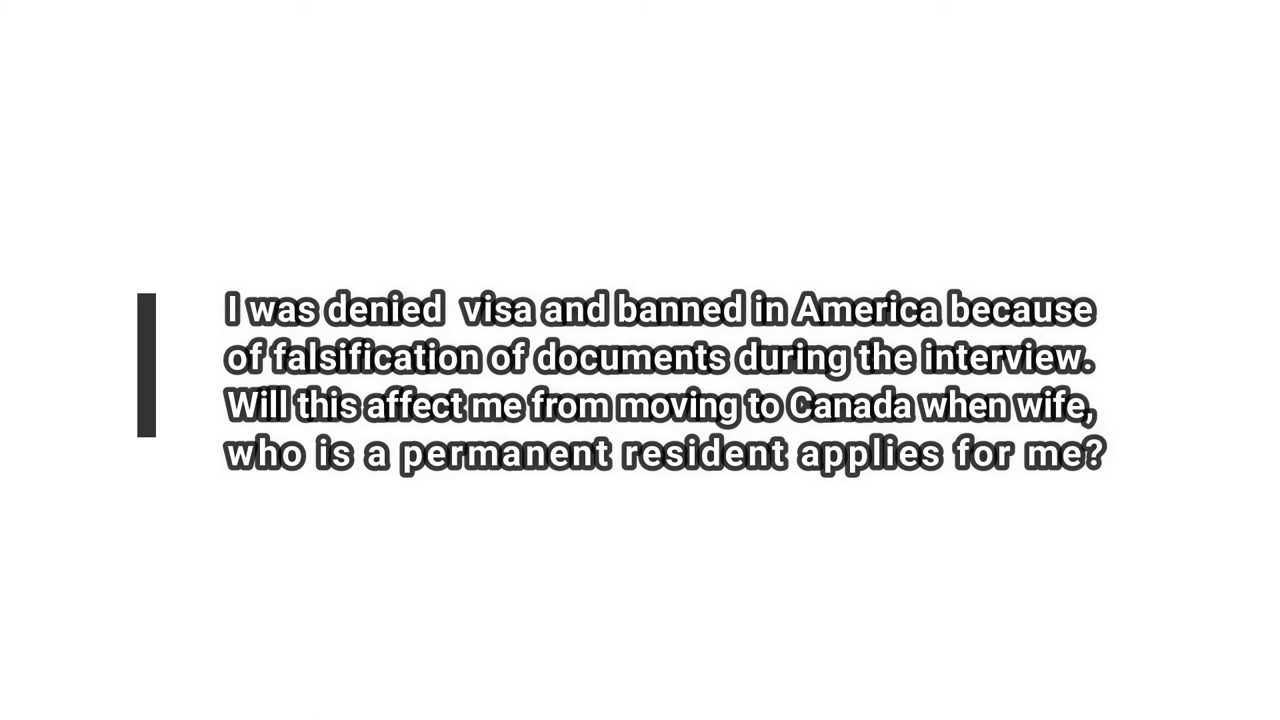 I was denied visa and banned in America because
of falsification of documents during the interview.
Will this affect me from moving to Canada when wife,
who is a permanent resident applies for me?